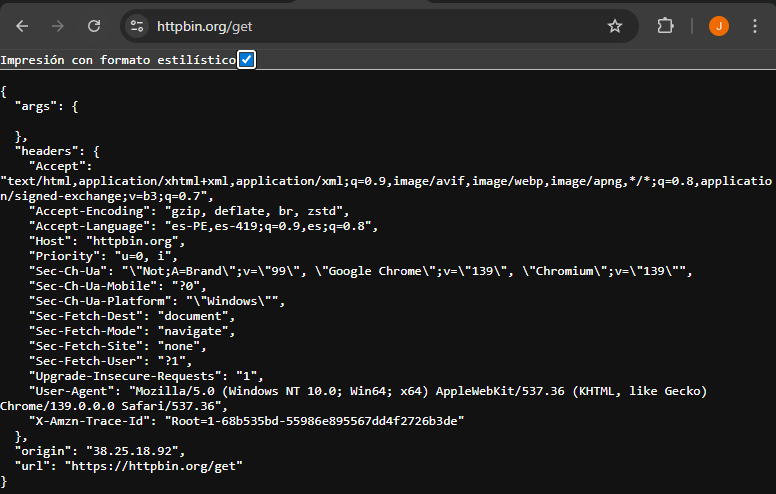 httpbin.org/get
J
Impresión con formato estilístico
{
  "args": {

  },
  "headers": {
    "Accept":
"text/html,application/xhtml+xml,application/xml;q=0.9,image/avif,image/webp,image/apng,*/*;q=0.8,applicatio
n/signed-exchange;v=b3;q=0.7",
    "Accept-Encoding": "gzip, deflate, br, zstd",
    "Accept-Language": "es-PE,es-419;q=0.9,es;q=0.8",
    "Host": "httpbin.org",
    "Priority": "u=0, i",
    "Sec-Ch-Ua": "\"Not;A=Brand\";v=\"99\", \"Google Chrome\";v=\"139\", \"Chromium\";v=\"139\"",
    "Sec-Ch-Ua-Mobile": "?0",
    "Sec-Ch-Ua-Platform": "\"Windows\"",
    "Sec-Fetch-Dest": "document",
    "Sec-Fetch-Mode": "navigate",
    "Sec-Fetch-Site": "none",
    "Sec-Fetch-User": "?1",
    "Upgrade-Insecure-Requests": "1",
    "User-Agent": "Mozilla/5.0 (Windows NT 10.0; Win64; x64) AppleWebKit/537.36 (KHTML, like Gecko)
Chrome/139.0.0.0 Safari/537.36",
    "X-Amzn-Trace-Id": "Root=1-68b535bd-55986e895567dd4f2726b3de"
  },
  "origin": "38.25.18.92",
  "url": "https://httpbin.org/get"
}